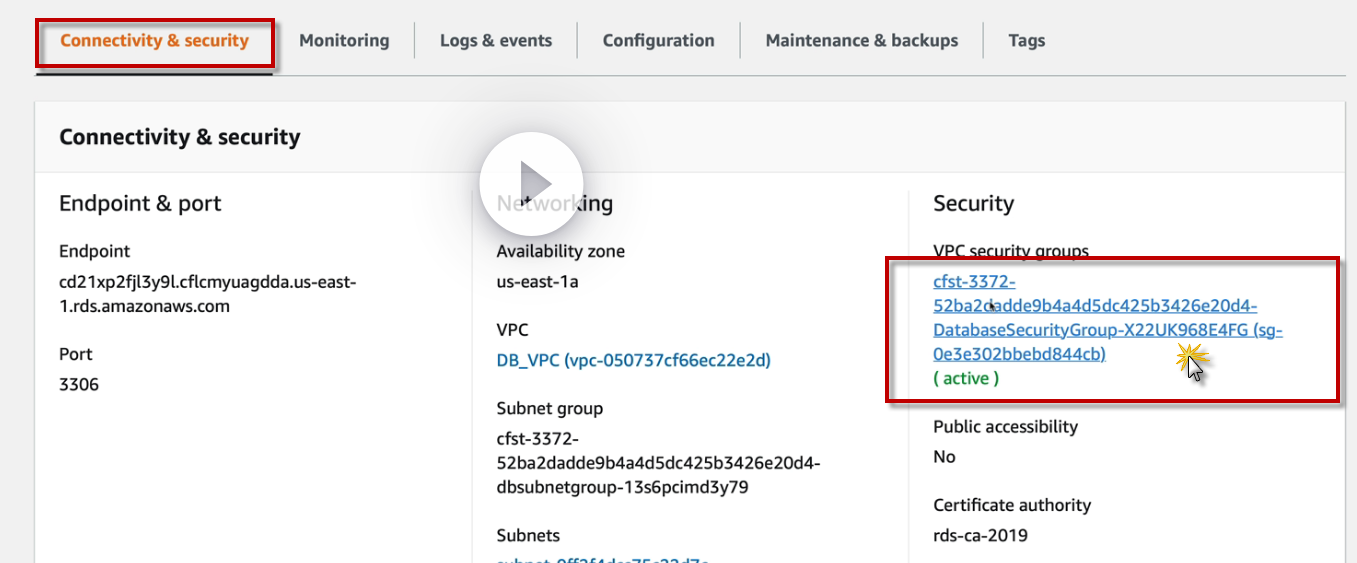 Connectivity & security
Monitoring
Logs & events
Configuration
Maintenance & backups
Tags
Connectivity & security
Endpoint & port
Endpoint
cd21xp2fjl3y9l.cflcmyuagdda.us-east-
1.rds.amazonaws.com
Port
3306
Networking
Availability zone
us-east-1a
VPC
DB_VPC (vpc-050737cf66ec22e2d)
Subnet group
cfst-3372-
52ba2dadde9b4a4d5dc425b3426e20d4-
dbsubnetgroup-13s6pcimd3y79
Subnets
Security
VPC security groups
cfst-3372-
52ba2dadde9b4a4d5dc425b3426e20d4-
DatabaseSecurityGroup-X22UK968E4FG (sg-
0e3e302bbebd844cb)
( active )
Public accessibility
No
Certificate authority
rds-ca-2019